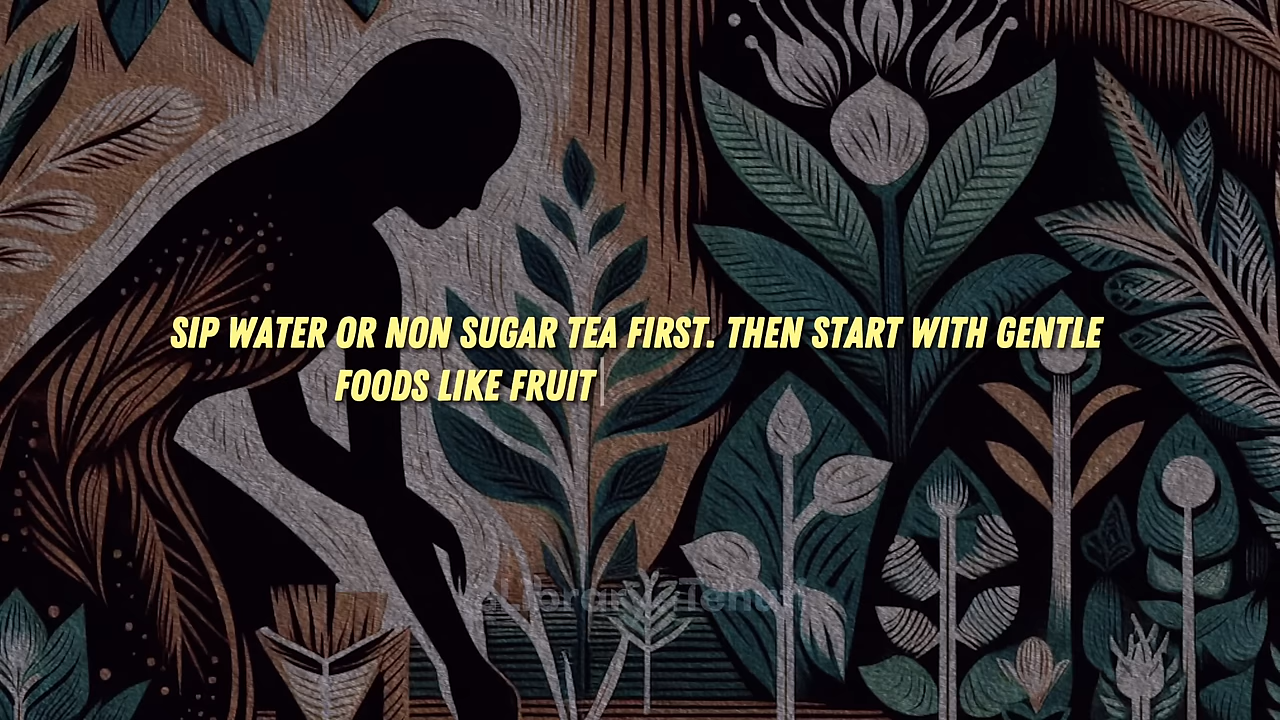 SIP WATER OR NON SUGAR TEA FIRST. THEN START WITH GENTLE
FOODS LIKE FRUIT